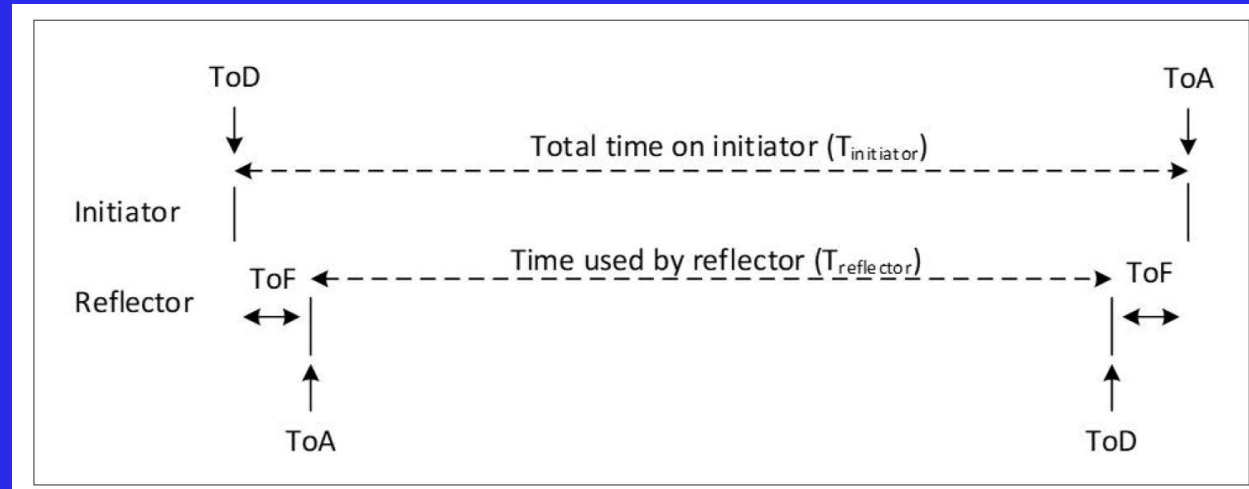 ToD
ToA
Total time on initiator (Tinitiator)
Initiator
Time used by reflector (Treflector)
ToF
ToF
Reflector
ToA
ToD